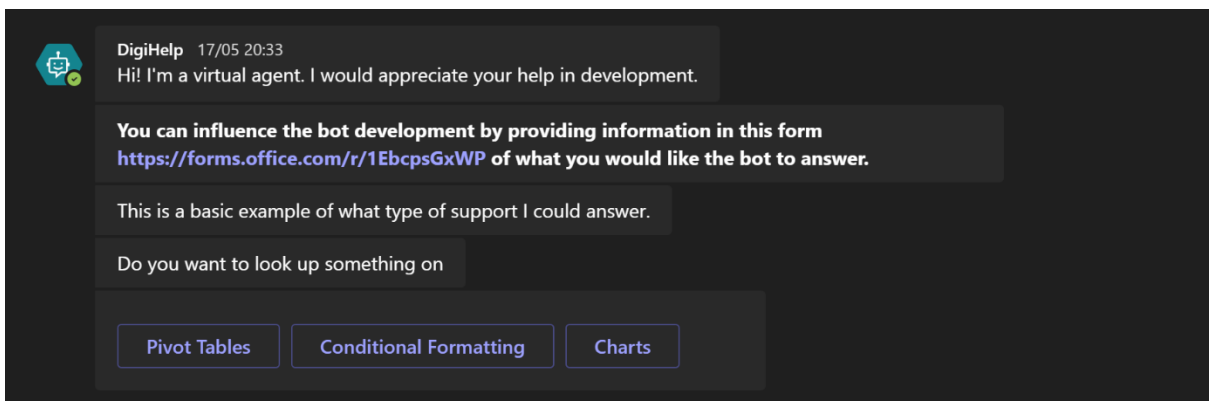 DigiHelp 17/05 20:33
Hi! I'm a virtual agent. I would appreciate your help in development.
You can influence the bot development by providing information in this form
https://forms.office.com/r/1EbcpsGxWP of what you would like the bot to answer.
This is a basic example of what type of support I could answer.
Do you want to look up something on
Pivot Tables Conditional Formatting Charts